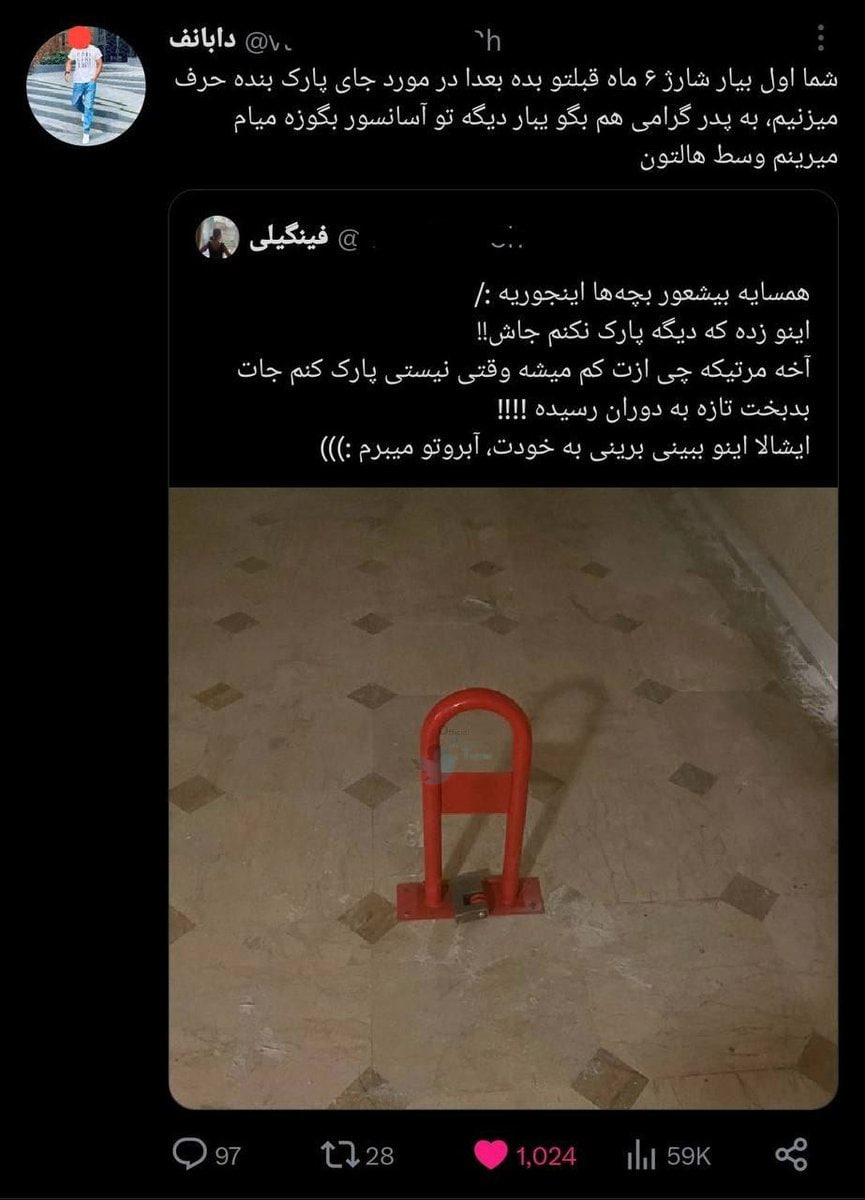 دابانف
شما اول بیار شارژ ۶ ماه قبلتو بده بعدا در مورد جای پارک بنده حرف
میزنیم، به پدر گرامی هم بگو یبار دیگه تو آسانسور بگوزه میام
میرینم وسط هالتون
فینگیلی @
همسایه بیشعور بچه‌ها اینجوریه :/
اینو زده که دیگه پارک نکنم جاش!!
آخه مرتیکه چی ازت کم میشه وقتی نیستی پارک کنم جات
بدبخت تازه به دوران رسیده !!!!
ایشالا اینو ببینی برینی به خودت، آبروتو میبرم :)))
Official
97 28 1,024 59K